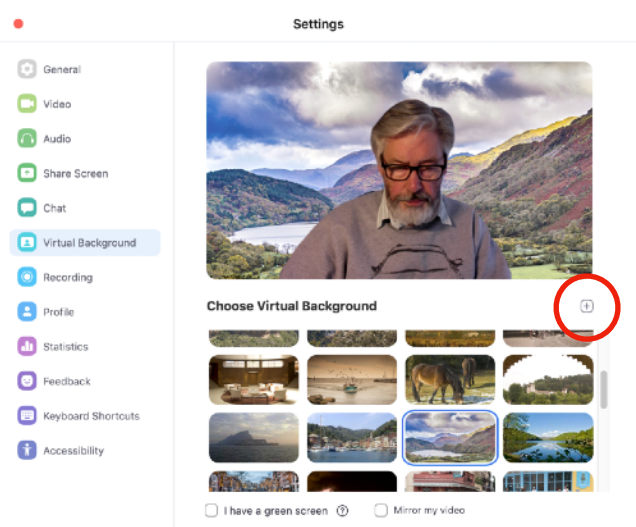 Settings
General
Video
Audio
Share Screen
Chat
Virtual Background
Recording
Profile
Statistics
Feedback
Keyboard Shortcuts
Accessibility
Choose Virtual Background
I have a green screen ?
Mirror my video